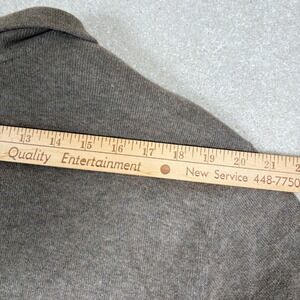 13 14 15 16 17 18 19 20 21
Quality Entertainment New Service 448-7750